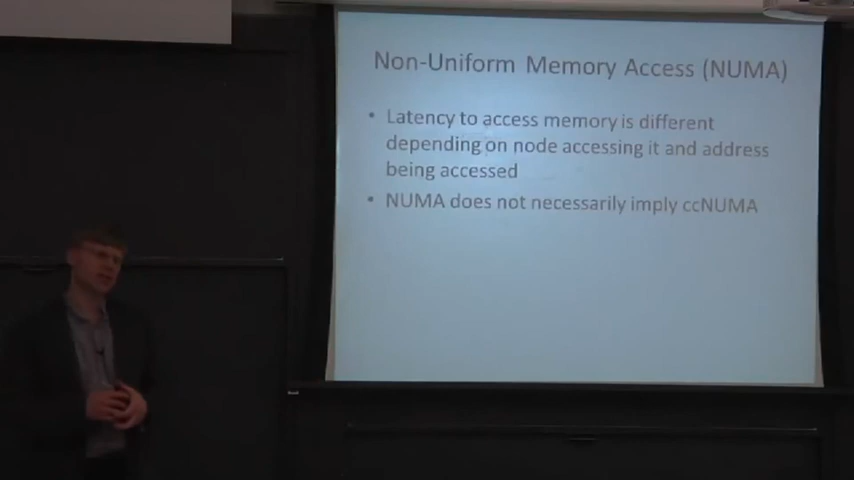 Non-Uniform Memory Access (NUMA)
• Latency to access memory is different
depending on node accessing it and address
being accessed
• NUMA does not necessarily imply ccNUMA